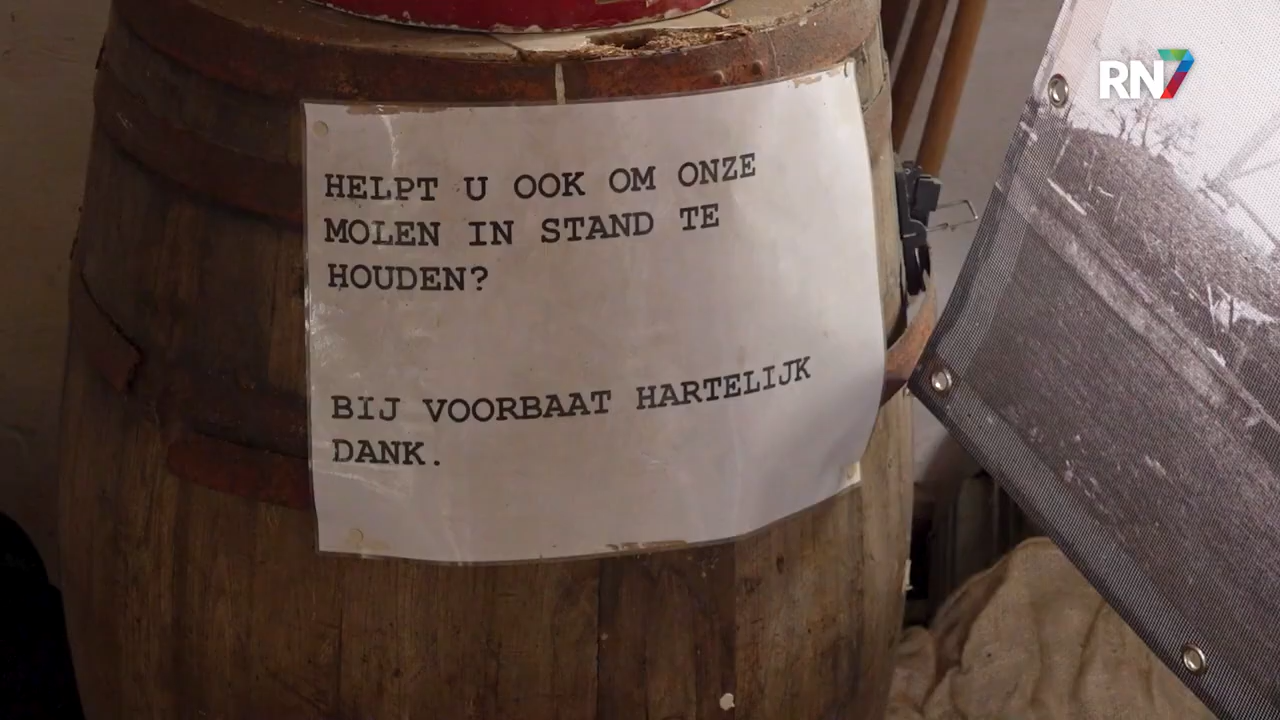 RN7
HELPT U OOK OM ONZE
MOLEN IN STAND TE
HOUDEN?
BIJ VOORBAAT HARTELIJK
DANK.